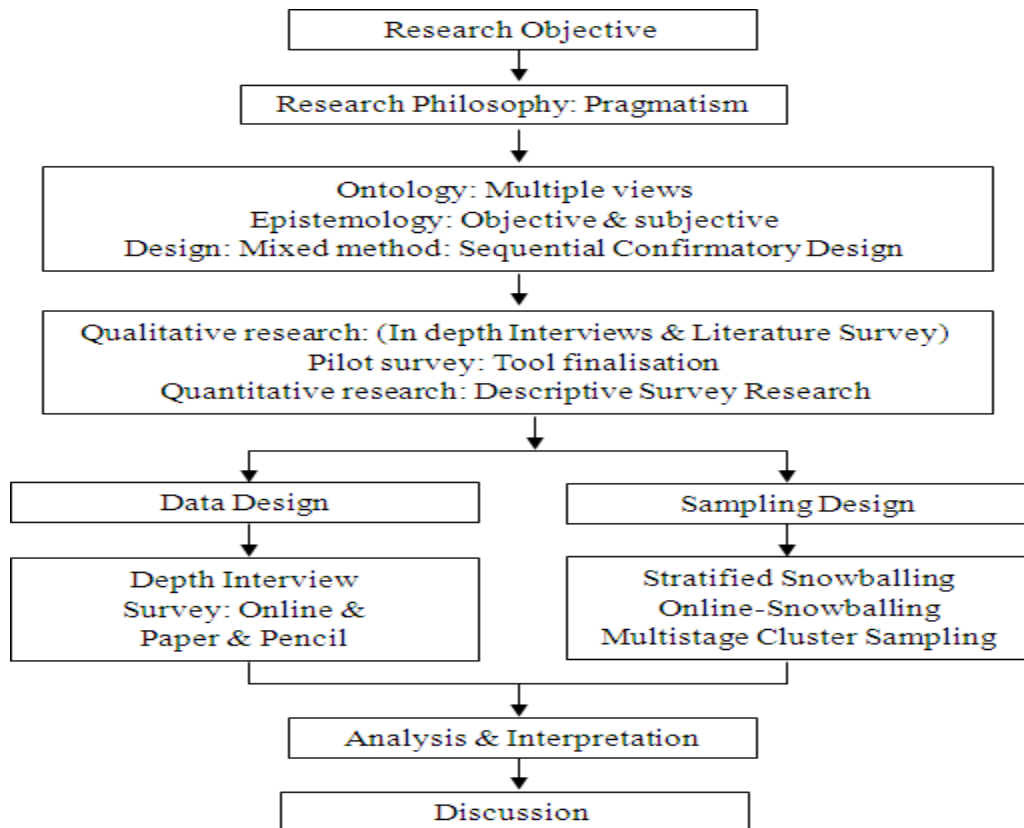 Research Objective
Research Philosophy: Pragmatism
Ontology: Multiple views
Epistemology: Objective & subjective
Design: Mixed method: Sequential Confirmatory Design
Qualitative research: (In depth Interviews & Literature Survey)
Pilot survey: Tool finalisation
Quantitative research: Descriptive Survey Research
Data Design
Sampling Design
Depth Interview
Survey: Online &
Paper & Pencil
Stratified Snowballing
Online-Snowballing
Multistage Cluster Sampling
Analysis & Interpretation
Discussion